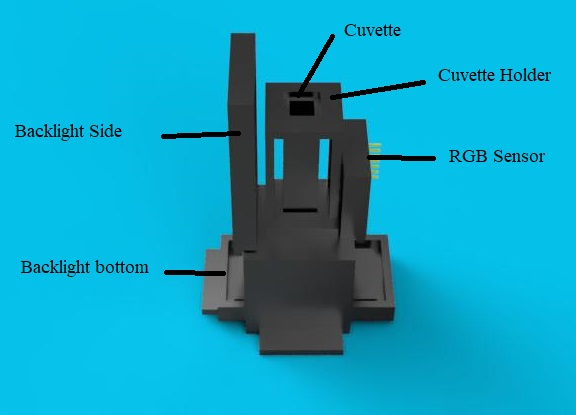 Cuvette
Cuvette Holder
Backlight Side
RGB Sensor
Backlight bottom